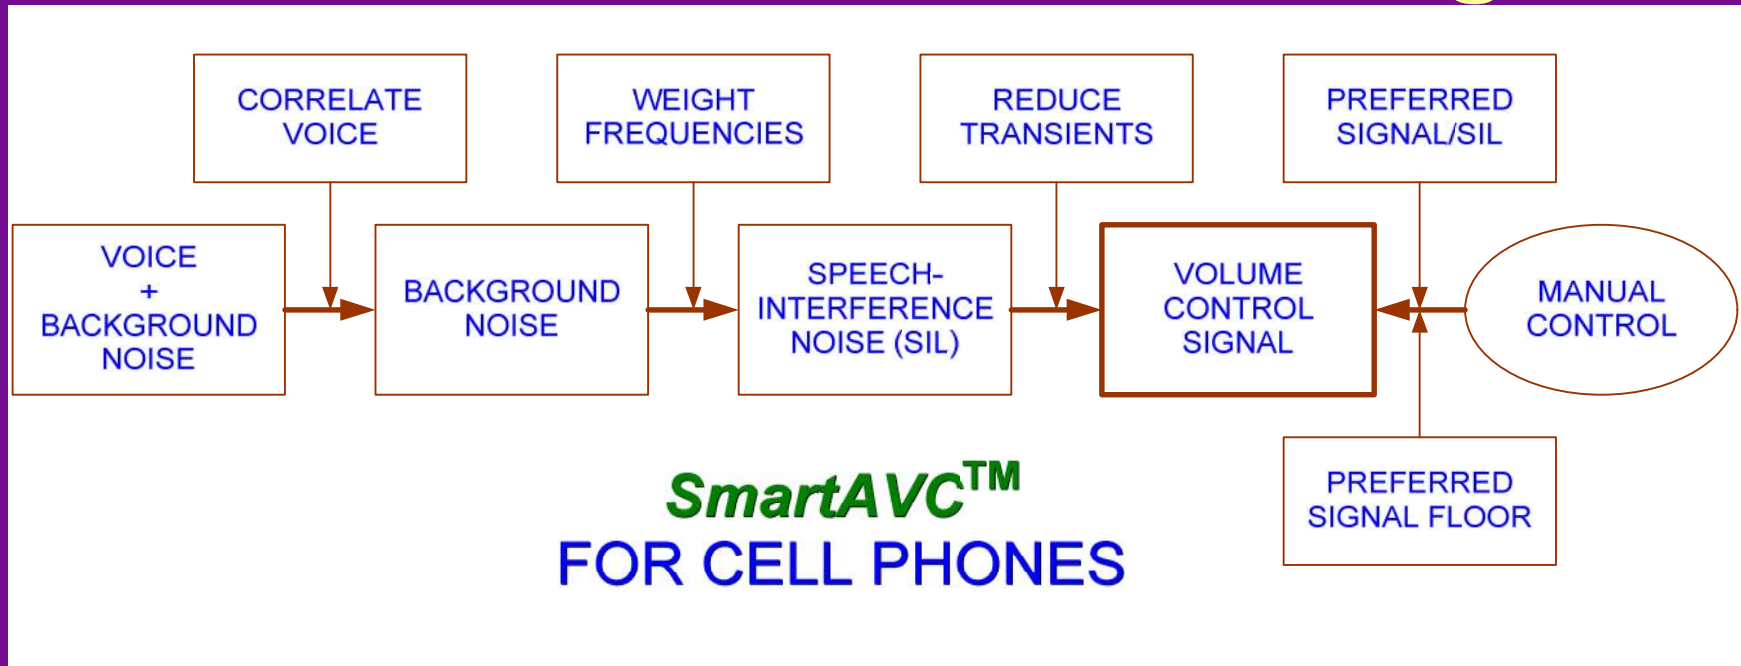 CORRELATE
VOICE
WEIGHT
FREQUENCIES
REDUCE
TRANSIENTS
PREFERRED
SIGNAL/SIL
VOICE
+
BACKGROUND
NOISE
BACKGROUND
NOISE
SPEECH-
INTERFERENCE
NOISE (SIL)
VOLUME
CONTROL
SIGNAL
MANUAL
CONTROL
PREFERRED
SIGNAL FLOOR
SmartAVC™
FOR CELL PHONES